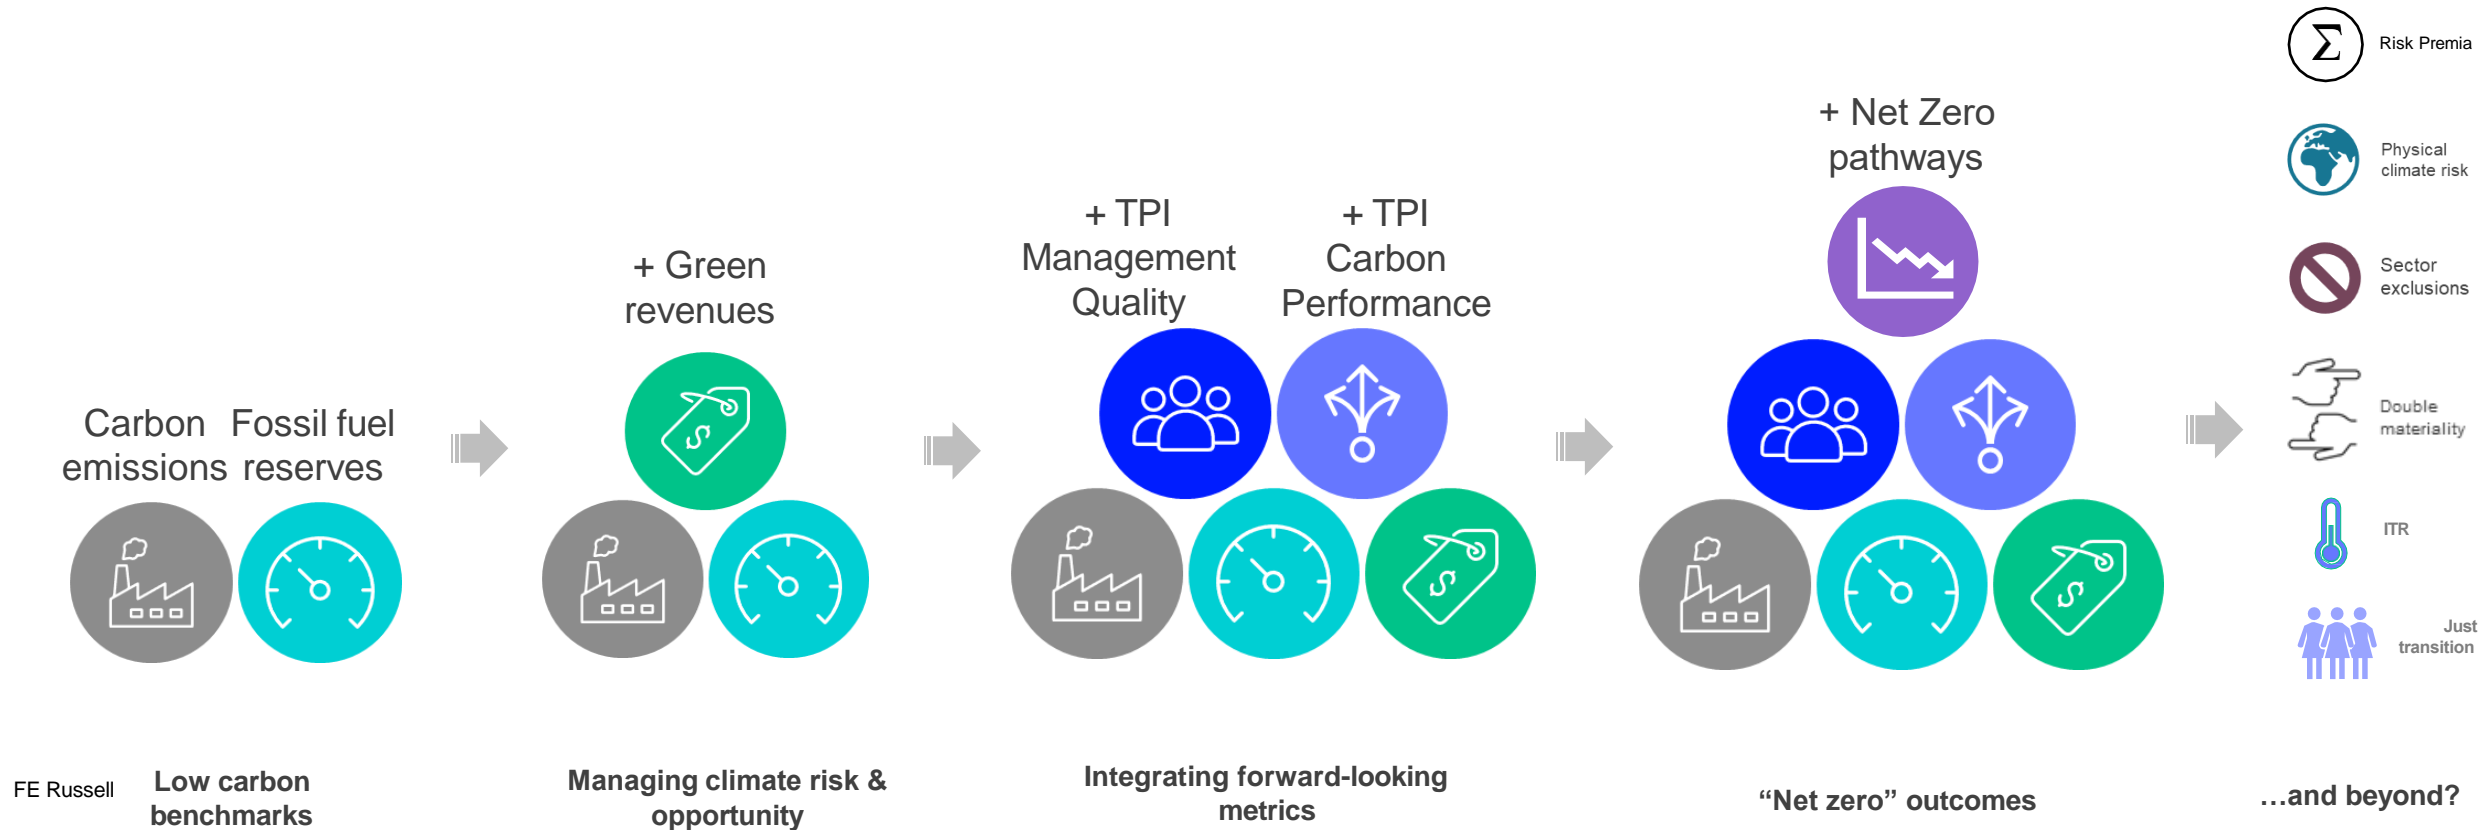 Carbon
emissions
Fossil fuel
reserves
Low carbon
benchmarks
FE Russell
+ Green
revenues
$
Managing climate risk &
opportunity
+ TPI
Management
Quality
+ TPI
Carbon
Performance
$
Integrating forward-looking
metrics
+ Net Zero
pathways
$
“Net zero” outcomes
Σ
Risk Premia
Physical
climate risk
Sector
exclusions
Double
materiality
ITR
Just
transition
…and beyond?